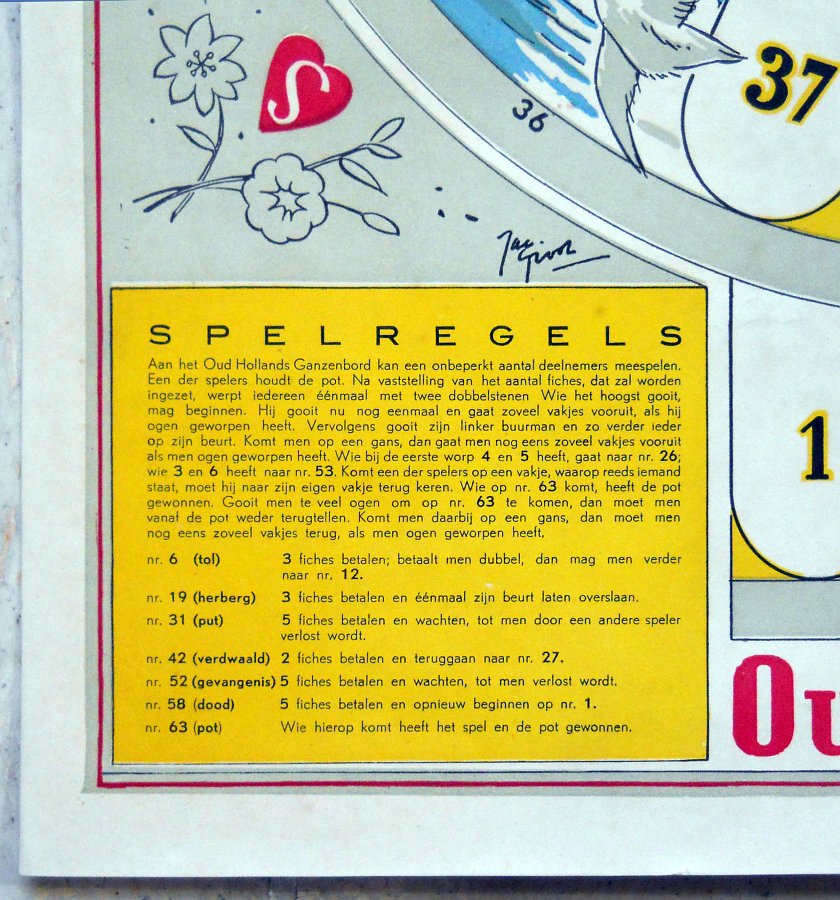 S
37
36
Jac
SPELREGELS
Aan het Oud Hollands Ganzenbord kan een onbeperkt aantal deelnemers meespelen.
Een der spelers houdt de pot. Na vaststelling van het aantal fiches, dat zal worden
ingezet, werpt iedereen éénmaal met twee dobbelstenen Wie het hoogst gooit,
mag beginnen. Hij gooit nu nog eenmaal en gaat zoveel vakjes vooruit, als hij
ogen geworpen heeft. Vervolgens gooit zijn linker buurman en zo verder ieder
op zijn beurt. Komt men op een gans, dan gaat men nog eens zoveel vakjes vooruit
als men ogen geworpen heeft. Wie bij de eerste worp 4 en 5 heeft, gaat naar nr. 26;
wie 3 en 6 heeft naar nr. 53. Komt een der spelers op een vakje, waarop reeds iemand
staat, moet hij naar zijn eigen vakje terug keren. Wie op nr. 63 komt, heeft de pot
gewonnen. Gooit men te veel ogen om op nr. 63 te komen, dan moet men
vanaf de pot weder terugtellen. Komt men daarbij op een gans, dan moet men
nog eens zoveel vakjes terug, als men ogen geworpen heeft.
nr. 6 (tol) 3 fiches betalen; betaalt men dubbel, dan mag men verder
naar nr. 12.
nr. 19 (herberg) 3 fiches betalen en éénmaal zijn beurt laten overslaan.
nr. 31 (put) 5 fiches betalen en wachten, tot men door een andere speler
verlost wordt.
nr. 42 (verdwaald) 2 fiches betalen en teruggaan naar nr. 27.
nr. 52 (gevangenis) 5 fiches betalen en wachten, tot men verlost wordt.
nr. 58 (dood) 5 fiches betalen en opnieuw beginnen op nr. 1.
nr. 63 (pot) Wie hierop komt heeft het spel en de pot gewonnen.
1
Ou